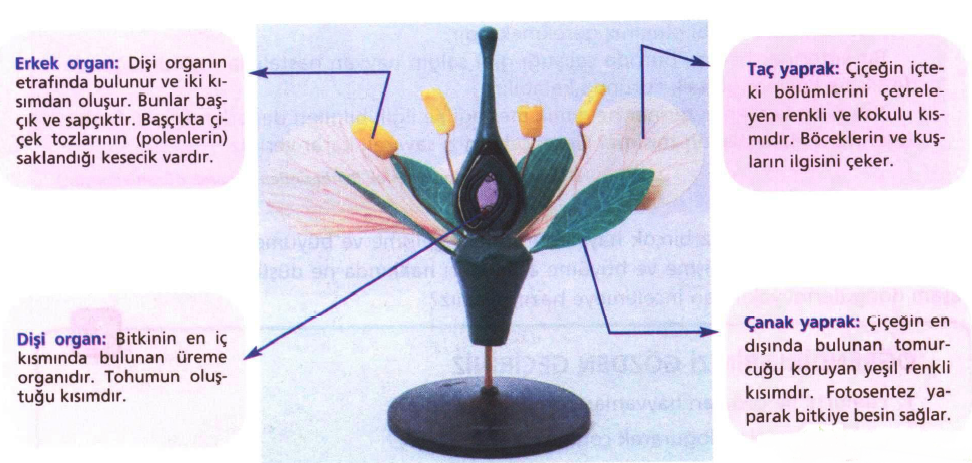 Erkek organ: Dişi organın
etrafında bulunur ve iki kı-
sımdan oluşur. Bunlar baş-
çık ve sapçıktır. Başçıkta çi-
çek tozlarının (polenlerin)
saklandığı kesecik vardır.
Taç yaprak: Çiçeğin içte-
ki bölümlerini çevrele-
yen renkli ve kokulu kıs-
mıdır. Böceklerin ve kuş-
ların ilgisini çeker.
Dişi organ: Bitkinin en iç
kısmında bulunan üreme
organıdır. Tohumun oluş-
tuğu kısımdır.
Çanak yaprak: Çiçeğin en
dışında bulunan tomur-
cuğu koruyan yeşil renkli
kısımdır. Fotosentez ya-
parak bitkiye besin sağlar.